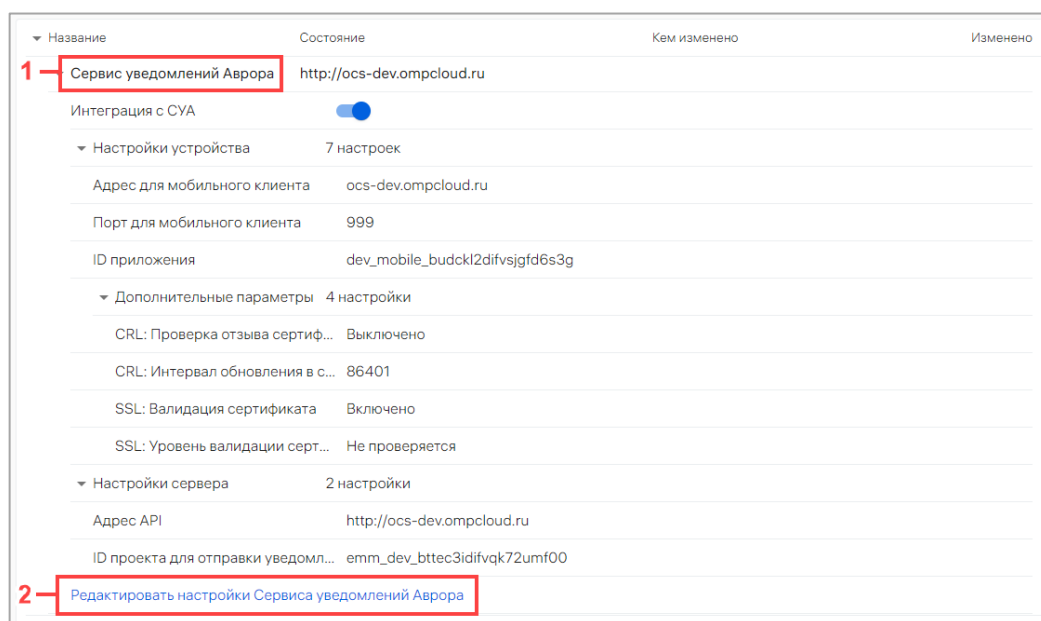 Название Состояние Кем изменено Изменено
1 Сервис уведомлений Аврора http://ocs-dev.ompcloud.ru
Интеграция с СУА
Настройки устройства 7 настроек
Адрес для мобильного клиента ocs-dev.ompcloud.ru
Порт для мобильного клиента 999
ID приложения dev_mobile_budckl2difvsjgfd6s3g
Дополнительные параметры 4 настройки
CRL: Проверка отзыва сертиф... Выключено
CRL: Интервал обновления в с... 86401
SSL: Валидация сертификата Включено
SSL: Уровень валидации серт... Не проверяется
Настройки сервера 2 настройки
Адрес API http://ocs-dev.ompcloud.ru
ID проекта для отправки уведомл... emm_dev_bttec3idifvqk72umf00
2 Редактировать настройки Сервиса уведомлений Аврора